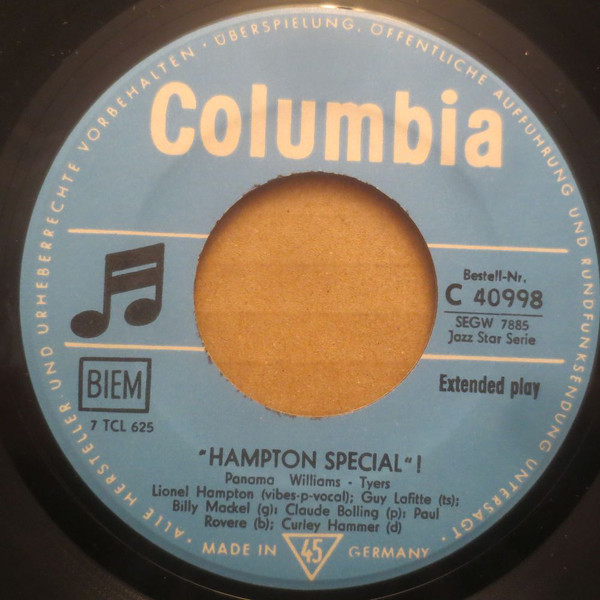 ALLE HERSTELLER- UND URHEBERRECHTE VORBEHALTEN · ÜBERSPIELUNG, ÖFFENTLICHE AUFFÜHRUNG UND RUNDFUNKSENDUNG UNTERSAGT ·
Columbia
Bestell-Nr.
C 40998
SEGW 7885
Jazz Star Serie
BIEM
7 TCL 625
Extended play
"HAMPTON SPECIAL" !
Panama Williams - Tyers
Lionel Hampton (vibes-p-vocal); Guy Lafitte (ts);
Billy Mackel (g); Claude Bolling (p); Paul
Rovere (b); Curley Hammer (d)
MADE IN 45 GERMANY